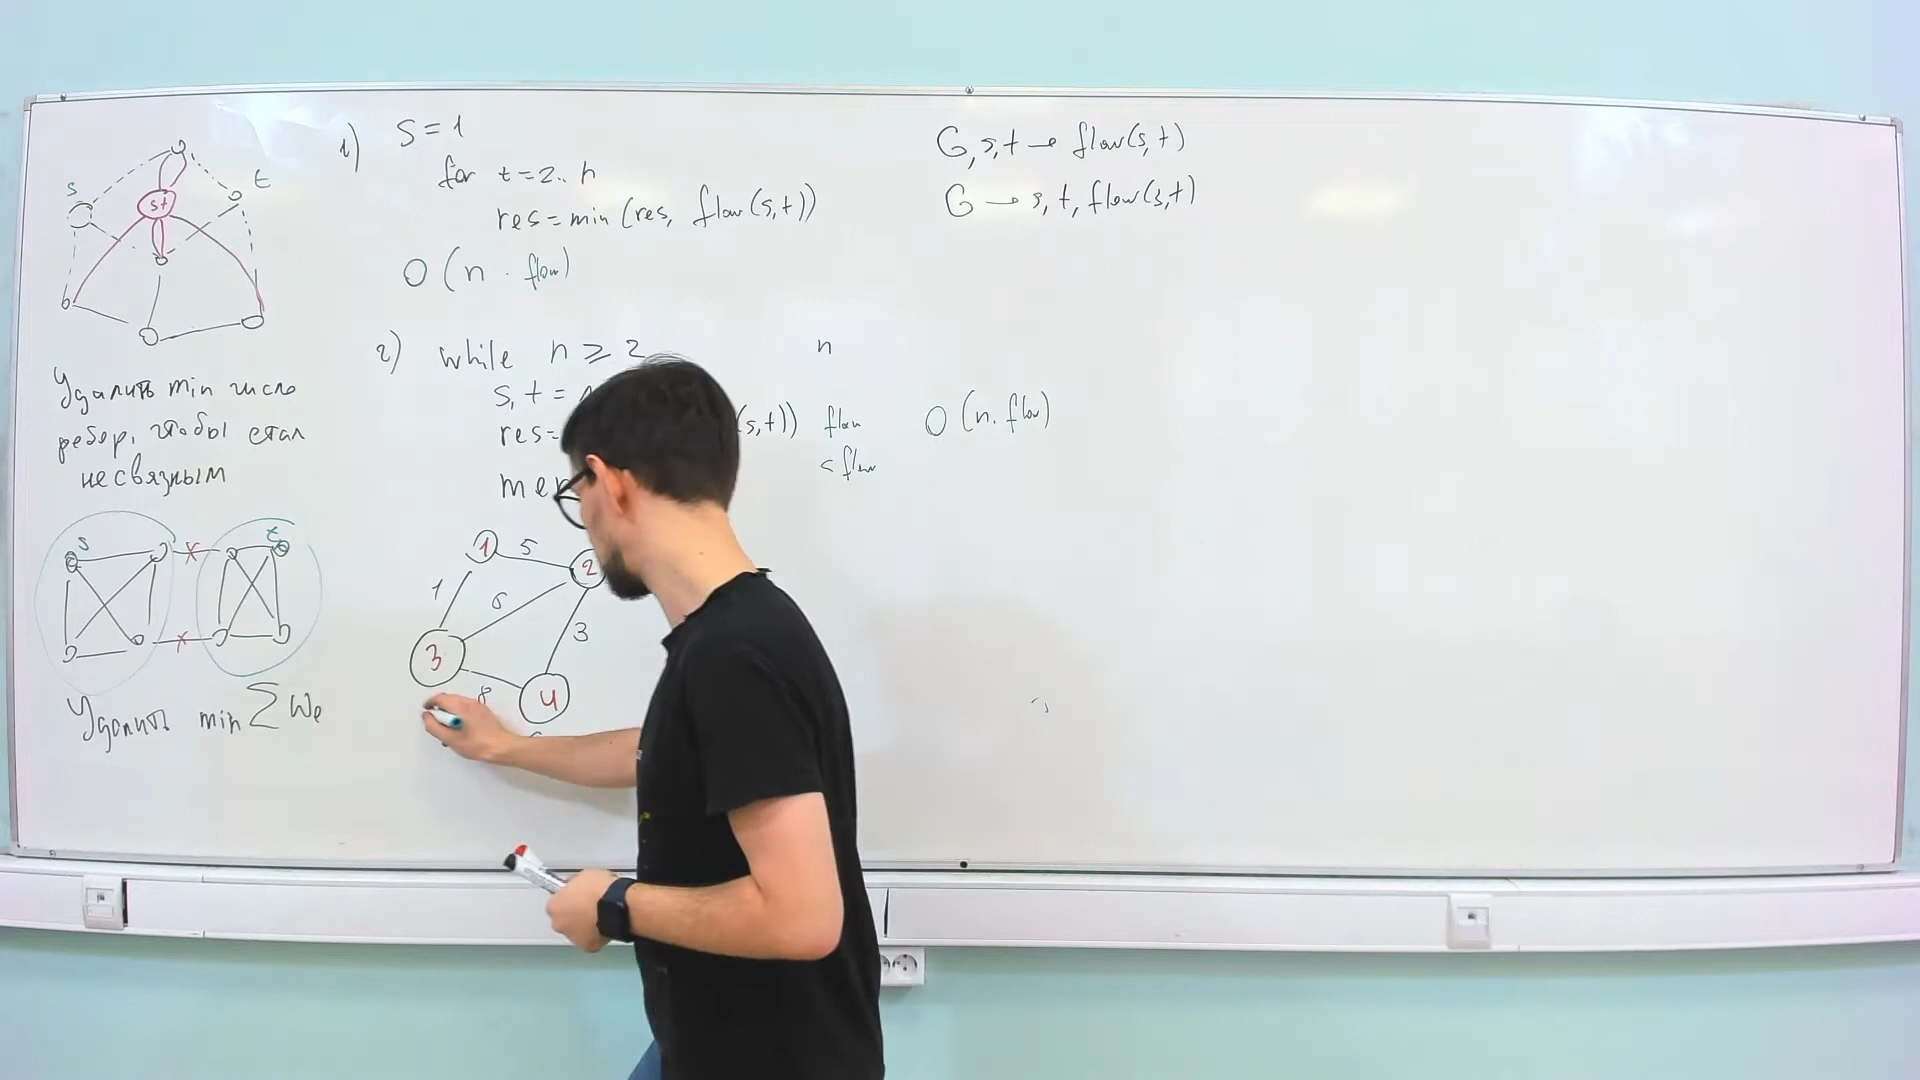 s
t
st
Удалить min число
ребер, чтобы стал
несвязным
s
t
Удалить min ∑ We
1) S = 1
for t = 2..n
res = min (res, flow(s,t))
O(n · flow)
2) while n ≥ 2 n
s, t =
res= (s,t)) flow O(n. flow)
< flow
1
5
2
1
6
3
3
8
4
G, s, t → flow(s, t)
G → s, t, flow(s,t)